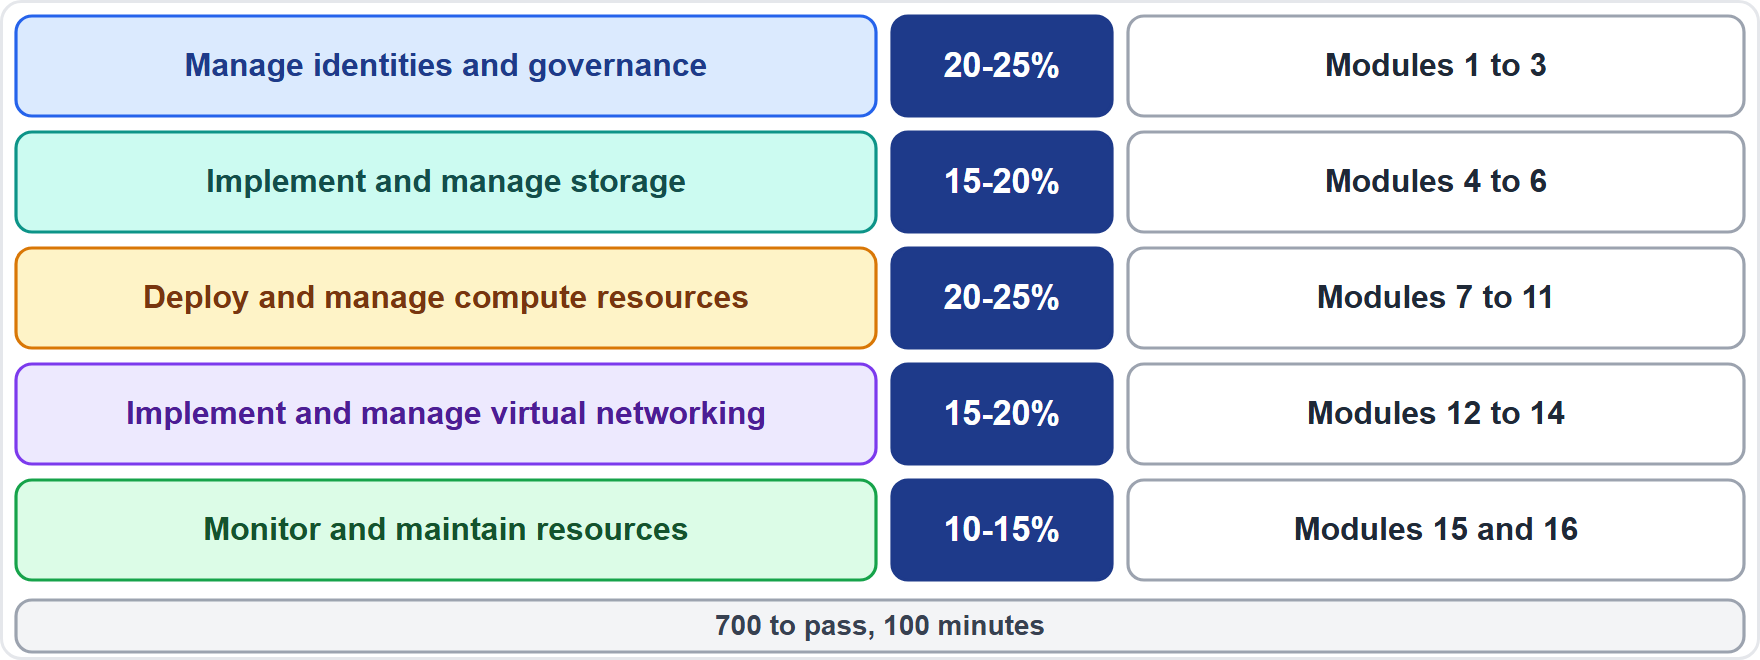 Manage identities and governance
20-25%
Modules 1 to 3
Implement and manage storage
15-20%
Modules 4 to 6
Deploy and manage compute resources
20-25%
Modules 7 to 11
Implement and manage virtual networking
15-20%
Modules 12 to 14
Monitor and maintain resources
10-15%
Modules 15 and 16
700 to pass, 100 minutes